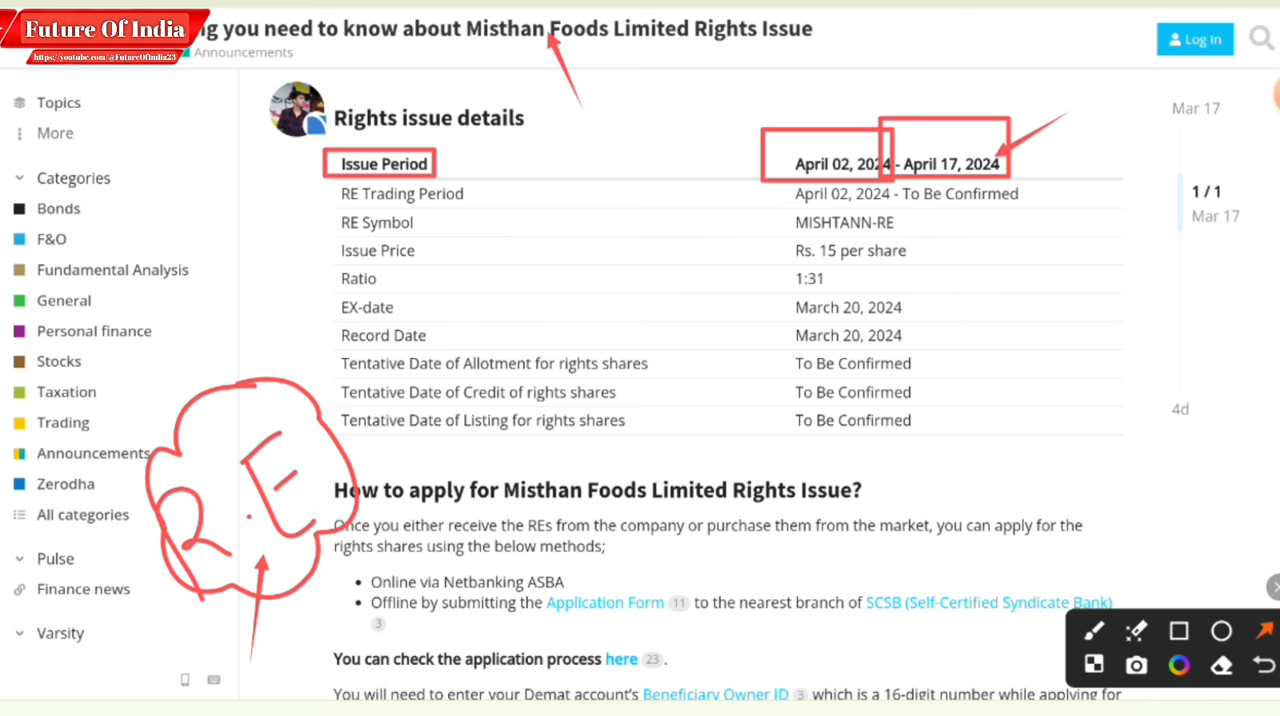 Future Of India
https://youtube.com/@FutureOfIndia23
ng you need to know about Misthan Foods Limited Rights Issue
Announcements
Log In
Topics
More
Categories
Bonds
F&O
Fundamental Analysis
General
Personal finance
Stocks
Taxation
Trading
Announcements
Zerodha
All categories
Pulse
Finance news
Varsity
Rights issue details
Issue Period April 02, 2024 - April 17, 2024
RE Trading Period April 02, 2024 - To Be Confirmed
RE Symbol MISHTANN-RE
Issue Price Rs. 15 per share
Ratio 1:31
EX-date March 20, 2024
Record Date March 20, 2024
Tentative Date of Allotment for rights shares To Be Confirmed
Tentative Date of Credit of rights shares To Be Confirmed
Tentative Date of Listing for rights shares To Be Confirmed
R.E
How to apply for Misthan Foods Limited Rights Issue?
Once you either receive the REs from the company or purchase them from the market, you can apply for the
rights shares using the below methods;
• Online via Netbanking ASBA
• Offline by submitting the Application Form 11 to the nearest branch of SCSB (Self-Certified Syndicate Bank)
3
You can check the application process here 23 .
You will need to enter your Demat account's Beneficiary Owner ID 3 which is a 16-digit number while applying for
Mar 17
1 / 1
Mar 17
4d